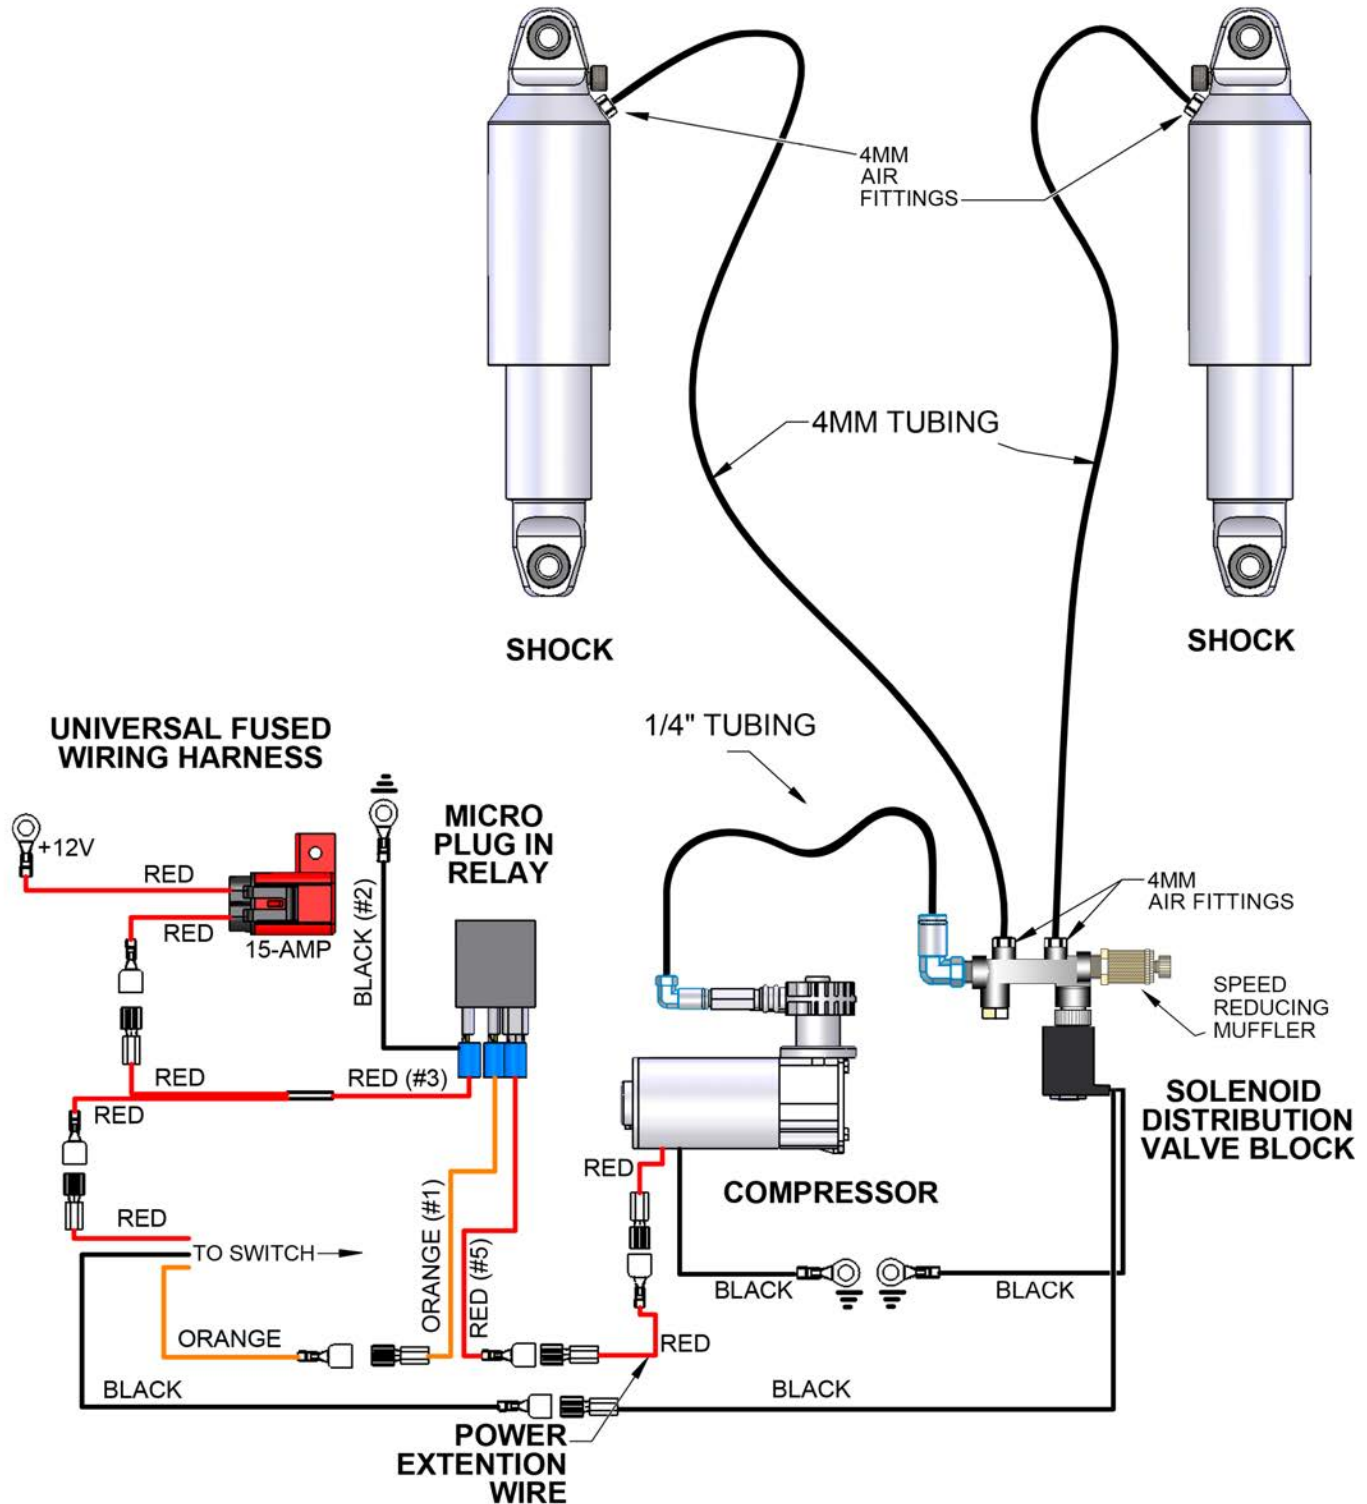 4MM
AIR
FITTINGS
4MM TUBING
SHOCK
SHOCK
1/4" TUBING
UNIVERSAL FUSED
WIRING HARNESS
+12V
RED
RED
15-AMP
BLACK (#2)
MICRO
PLUG IN
RELAY
4MM
AIR FITTINGS
SPEED
REDUCING
MUFFLER
SOLENOID
DISTRIBUTION
VALVE BLOCK
RED
RED (#3)
RED
RED
TO SWITCH
ORANGE
BLACK
ORANGE (#1)
RED (#5)
RED
COMPRESSOR
BLACK
BLACK
RED
BLACK
POWER
EXTENTION
WIRE